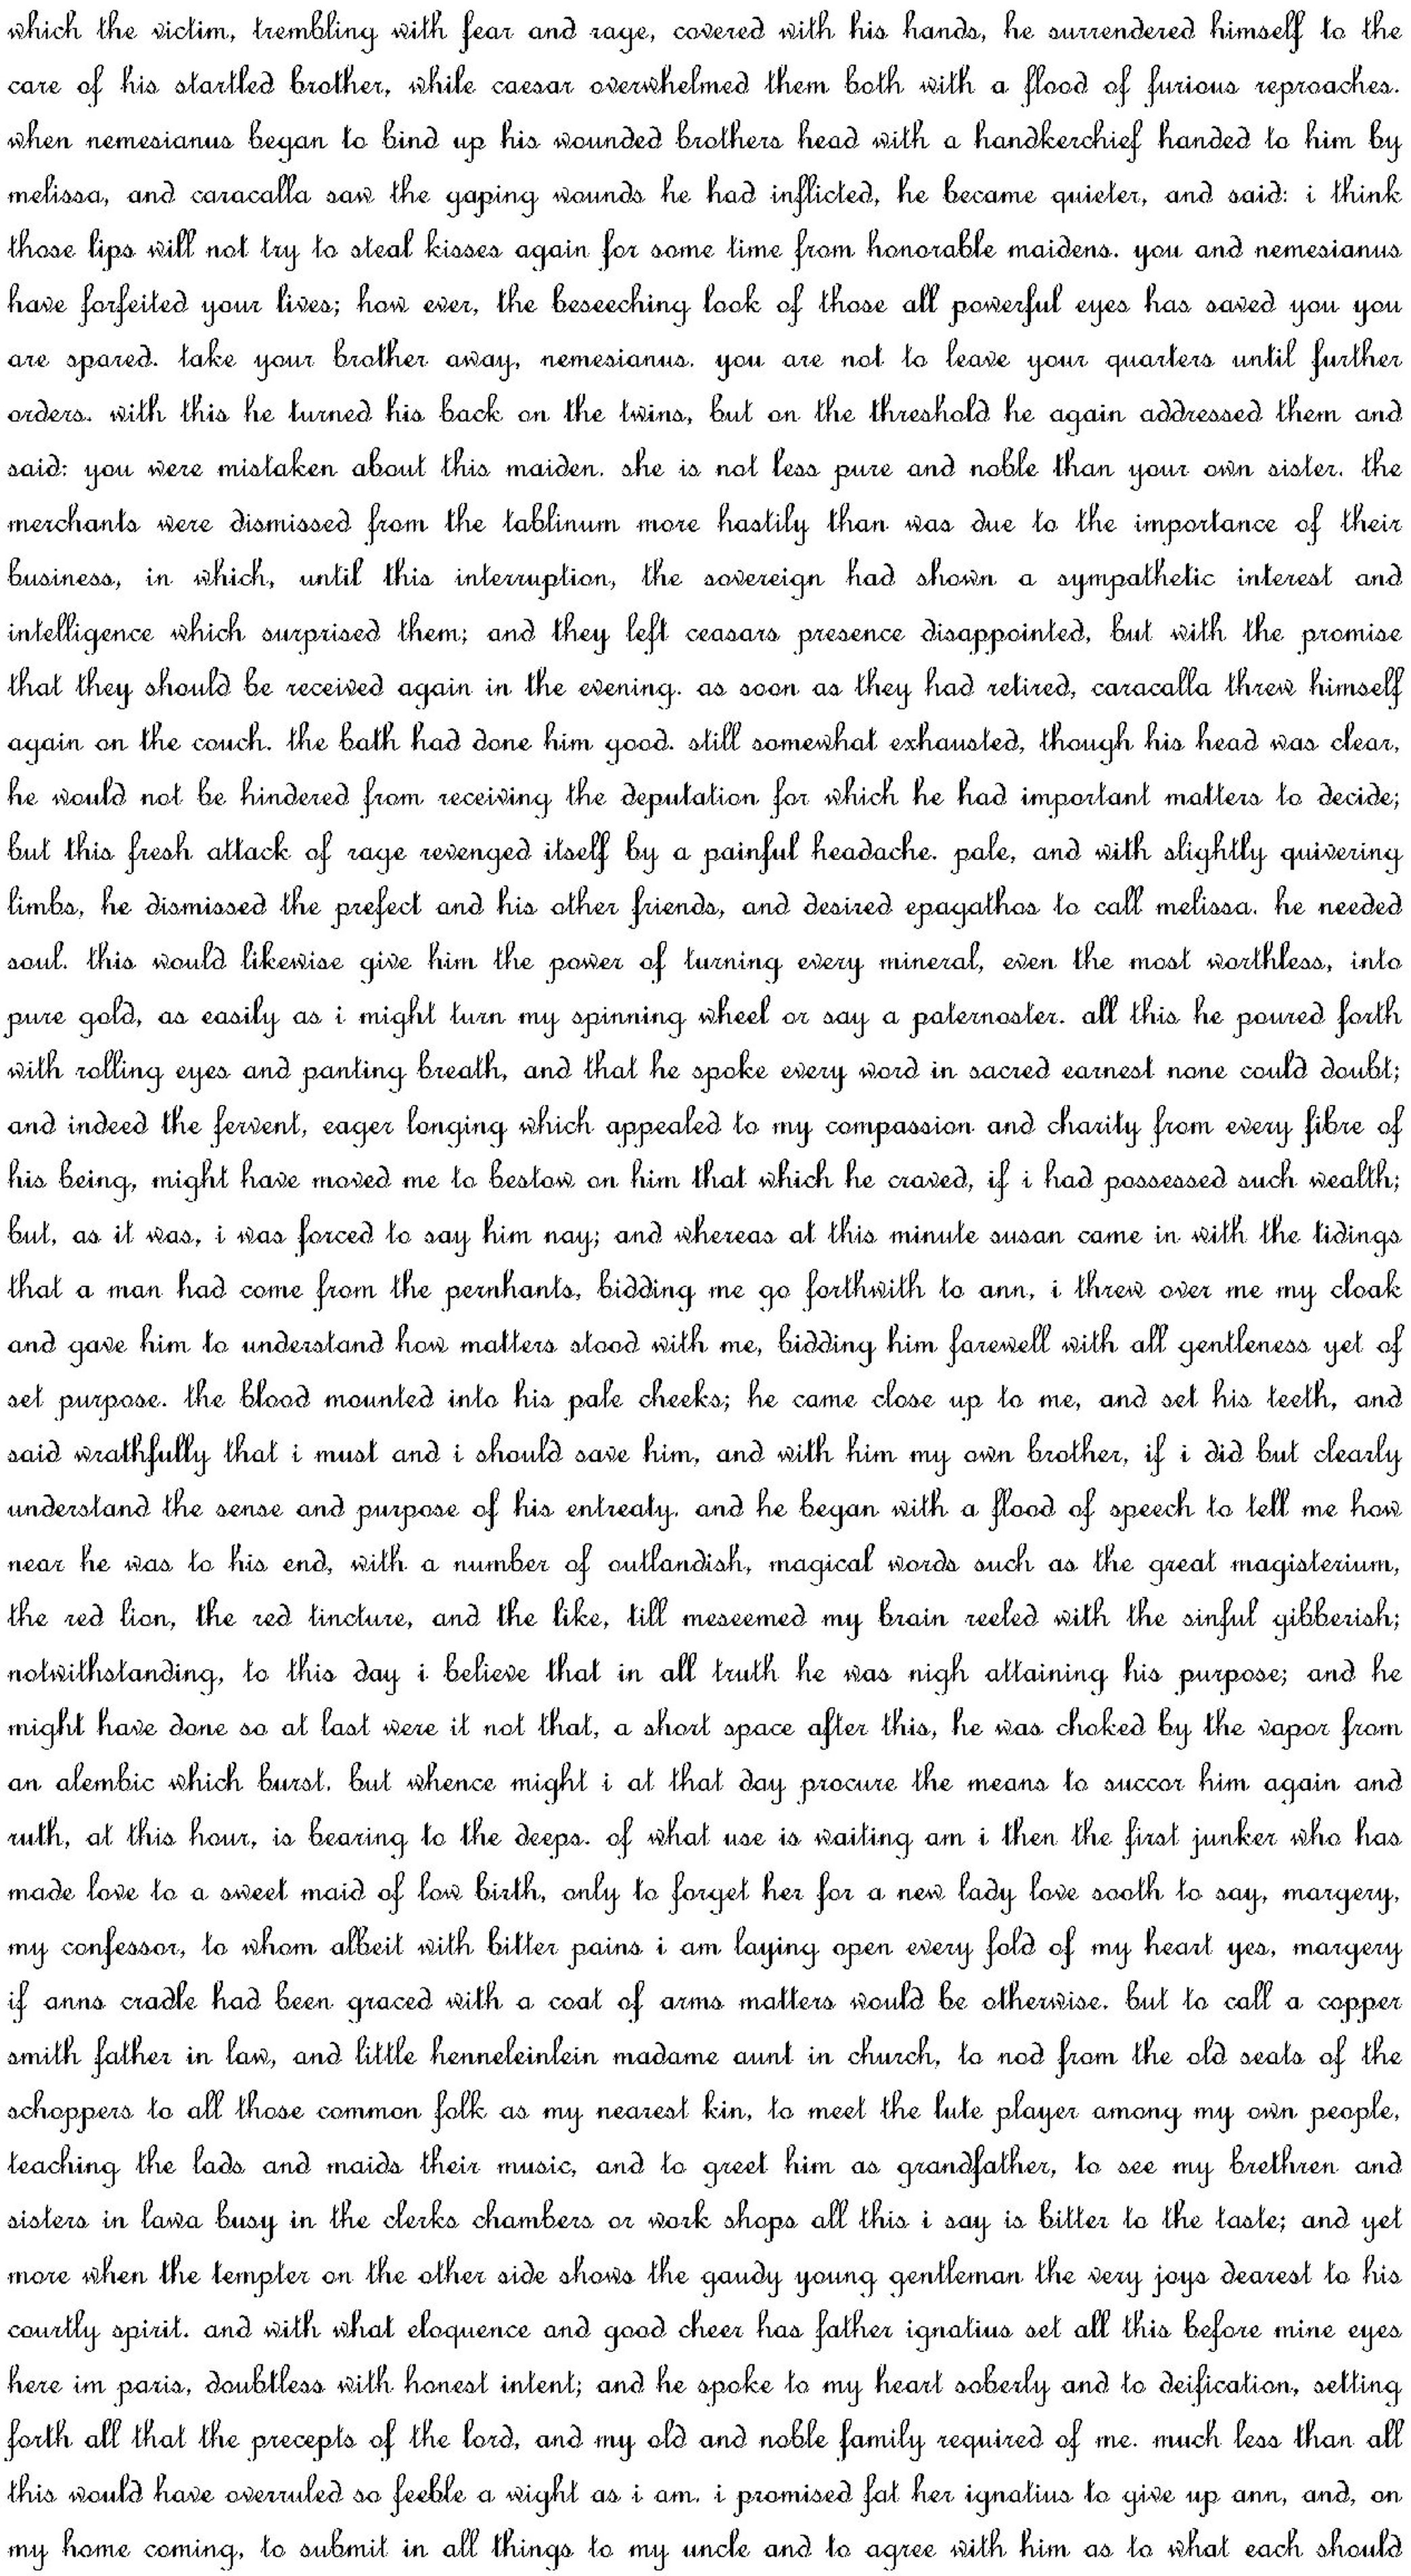 which the victim, trembling with fear and rage, covered with his hands, he surrendered himself to the
care of his startled brother, while caesar overwhelmed them both with a flood of furious reproaches.
when nemesianus began to bind up his wounded brothers head with a handkerchief handed to him by
melissa, and caracalla saw the gaping wounds he had inflicted, he became quieter, and said: i think
those lips will not try to steal kisses again for some time from honorable maidens. you and nemesianus
have forfeited your lives; how ever, the beseeching look of those all powerful eyes has saved you you
are spared. take your brother away, nemesianus. you are not to leave your quarters until further
orders. with this he turned his back on the twins, but on the threshold he again addressed them and
said: you were mistaken about this maiden. she is not less pure and noble than your own sister. the
merchants were dismissed from the tablinum more hastily than was due to the importance of their
business, in which, until this interruption, the sovereign had shown a sympathetic interest and
intelligence which surprised them; and they left ceasars presence disappointed, but with the promise
that they should be received again in the evening. as soon as they had retired, caracalla threw himself
again on the couch. the bath had done him good. still somewhat exhausted, though his head was clear,
he would not be hindered from receiving the deputation for which he had important matters to decide;
but this fresh attack of rage revenged itself by a painful headache. pale, and with slightly quivering
limbs, he dismissed the prefect and his other friends, and desired epagathos to call melissa. he needed
soul. this would likewise give him the power of turning every mineral, even the most worthless, into
pure gold, as easily as i might turn my spinning wheel or say a paternoster. all this he poured forth
with rolling eyes and panting breath, and that he spoke every word in sacred earnest none could doubt;
and indeed the fervent, eager longing which appealed to my compassion and charity from every fibre of
his being, might have moved me to bestow on him that which he craved, if i had possessed such wealth;
but, as it was, i was forced to say him nay; and whereas at this minute susan came in with the tidings
that a man had come from the pernhants, bidding me go forthwith to ann, i threw over me my cloak
and gave him to understand how matters stood with me, bidding him farewell with all gentleness yet of
set purpose. the blood mounted into his pale cheeks; he came close up to me, and set his teeth, and
said wrathfully that i must and i should save him, and with him my own brother, if i did but clearly
understand the sense and purpose of his entreaty. and he began with a flood of speech to tell me how
near he was to his end, with a number of outlandish, magical words such as the great magisterium,
the red lion, the red tincture, and the like, till meseemed my brain reeled with the sinful gibberish;
notwithstanding, to this day i believe that in all truth he was nigh attaining his purpose; and he
might have done so at last were it not that, a short space after this, he was choked by the vapor from
an alembic which burst. but whence might i at that day procure the means to succor him again and
ruth, at this hour, is bearing to the deeps. of what use is waiting am i then the first junker who has
made love to a sweet maid of low birth, only to forget her for a new lady love sooth to say, margery,
my confessor, to whom albeit with bitter pains i am laying open every fold of my heart yes, margery
if anns cradle had been graced with a coat of arms matters would be otherwise. but to call a copper
smith father in law, and little henneleinlein madame aunt in church, to nod from the old seats of the
schoppers to all those common folk as my nearest kin, to meet the lute player among my own people,
teaching the lads and maids their music, and to greet him as grandfather, to see my brethren and
sisters in lawa busy in the clerks chambers or work shops all this i say is bitter to the taste; and yet
more when the tempter on the other side shows the gaudy young gentleman the very joys dearest to his
courtly spirit. and with what eloquence and good cheer has father ignatius set all this before mine eyes
here im paris, doubtless with honest intent; and he spoke to my heart soberly and to deification, setting
forth all that the precepts of the lord, and my old and noble family required of me. much less than all
this would have overruled so feeble a wight as i am. i promised fat her ignatius to give up ann, and, on
my home coming, to submit in all things to my uncle and to agree with him as to what each should